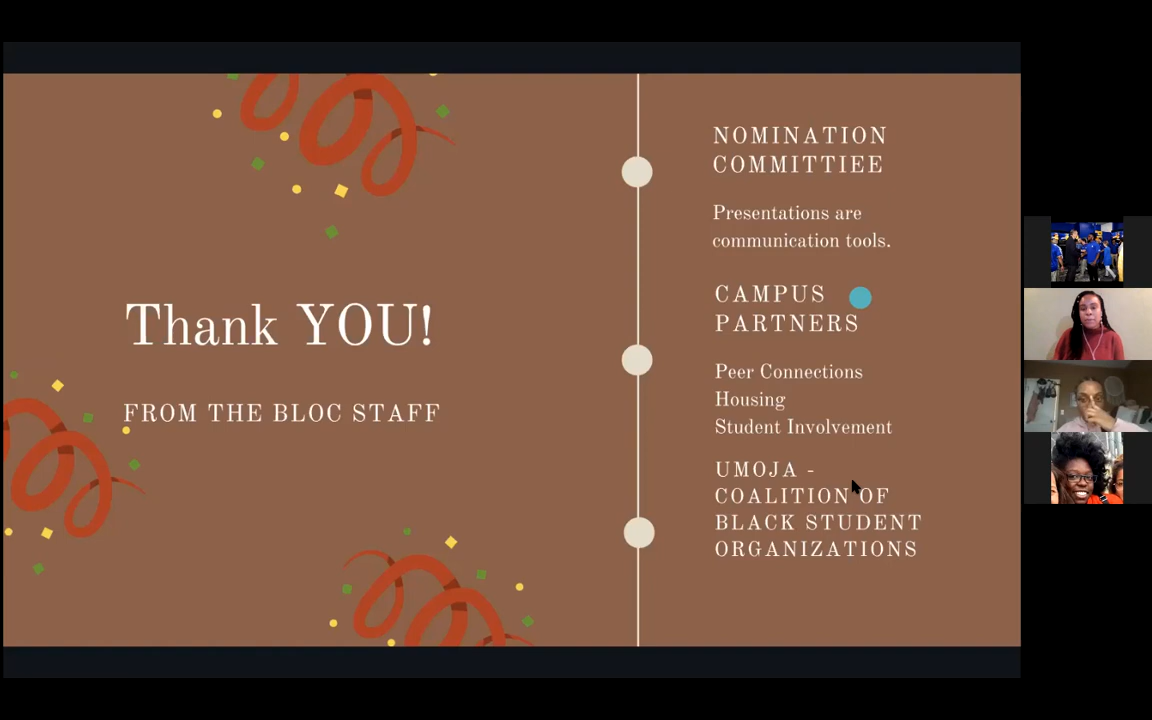 Thank YOU!
FROM THE BLOC STAFF
NOMINATION
COMMITTIEE
Presentations are
communication tools.
CAMPUS
PARTNERS
Peer Connections
Housing
Student Involvement
UMOJA -
COALITION OF
BLACK STUDENT
ORGANIZATIONS